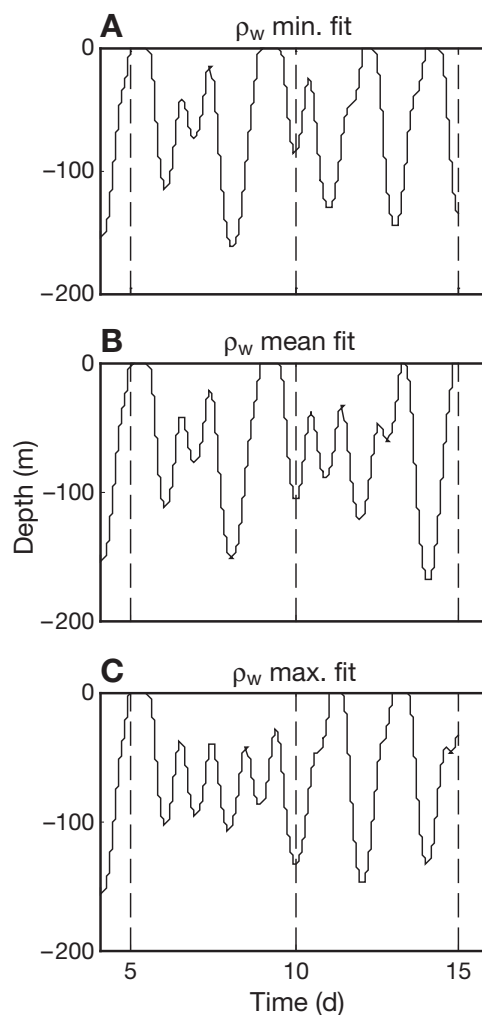 A
ρw min. fit
0
−100
−200
B
ρw mean fit
0
−100
−200
Depth (m)
C
ρw max. fit
0
−100
−200
5 10 15
Time (d)